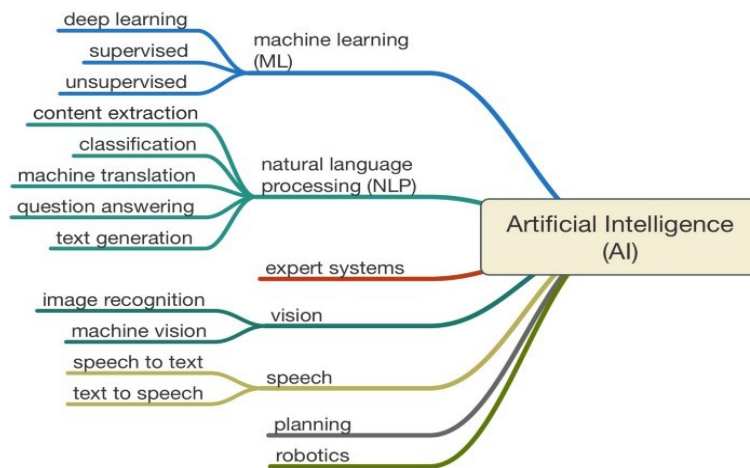 deep learning
supervised
unsupervised
machine learning
(ML)
content extraction
classification
machine translation
question answering
text generation
natural language
processing (NLP)
Artificial Intelligence
(AI)
expert systems
image recognition
machine vision
vision
speech to text
text to speech
speech
planning
robotics